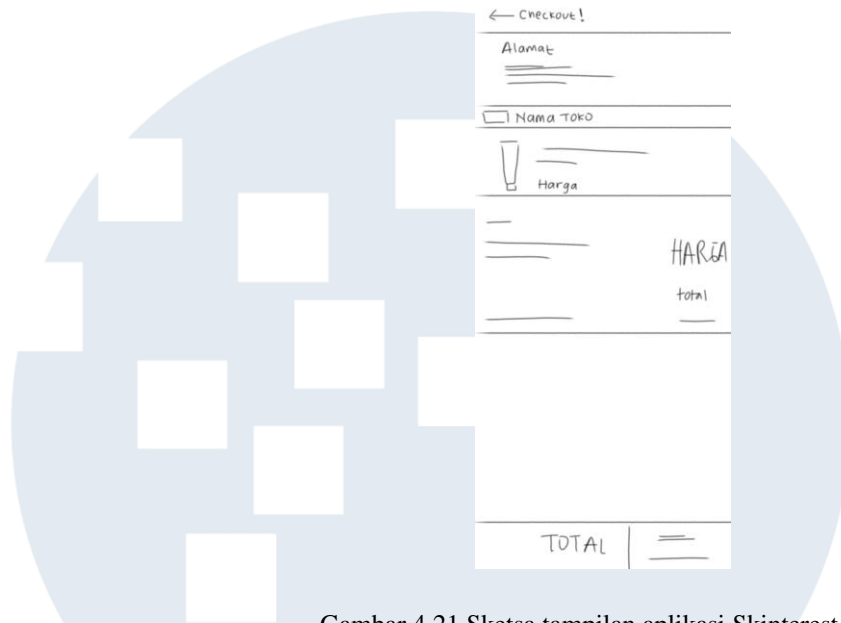 ← Checkout!
Alamat
Nama Toko
Harga
HARGA
total
TOTAL
Gambar 4.21 Sketsa tampilan aplikasi Skinterest